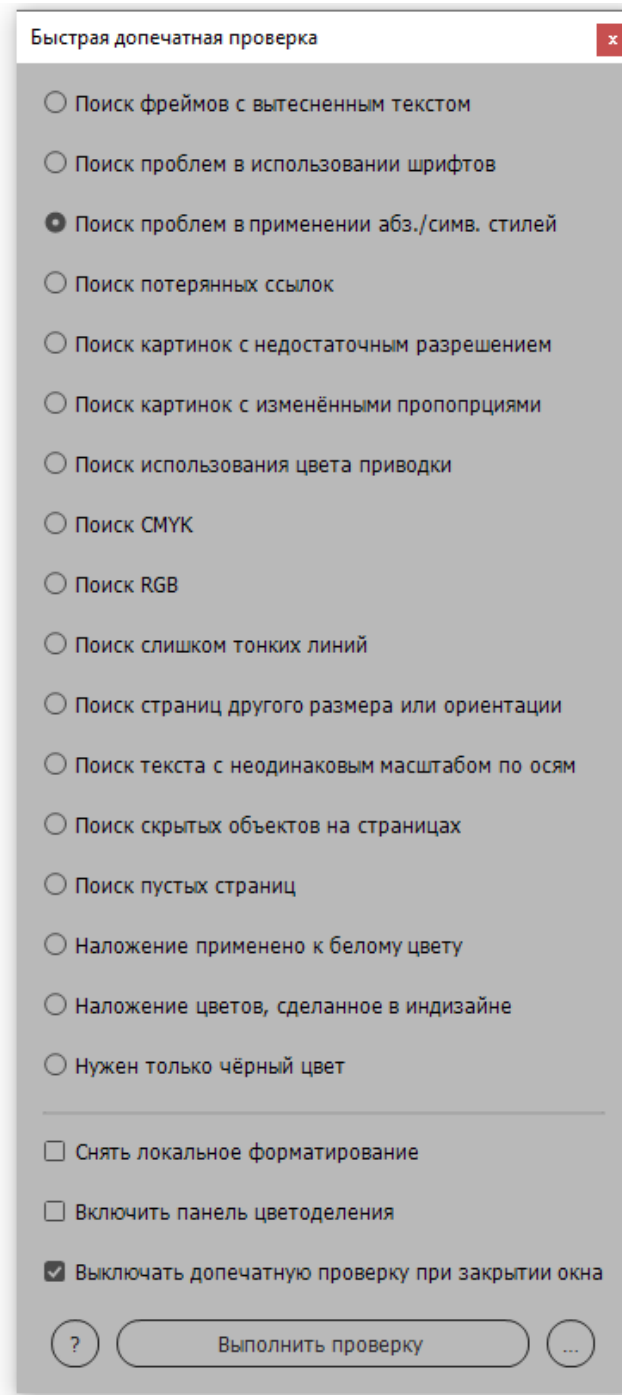 Быстрая допечатная проверка
x
Поиск фреймов с вытесненным текстом
Поиск проблем в использовании шрифтов
Поиск проблем в применении абз./симв. стилей
Поиск потерянных ссылок
Поиск картинок с недостаточным разрешением
Поиск картинок с изменёнными пропопрциями
Поиск использования цвета приводки
Поиск CMYK
Поиск RGB
Поиск слишком тонких линий
Поиск страниц другого размера или ориентации
Поиск текста с неодинаковым масштабом по осям
Поиск скрытых объектов на страницах
Поиск пустых страниц
Наложение применено к белому цвету
Наложение цветов, сделанное в индизайне
Нужен только чёрный цвет
Снять локальное форматирование
Включить панель цветоделения
Выключать допечатную проверку при закрытии окна
? Выполнить проверку ...